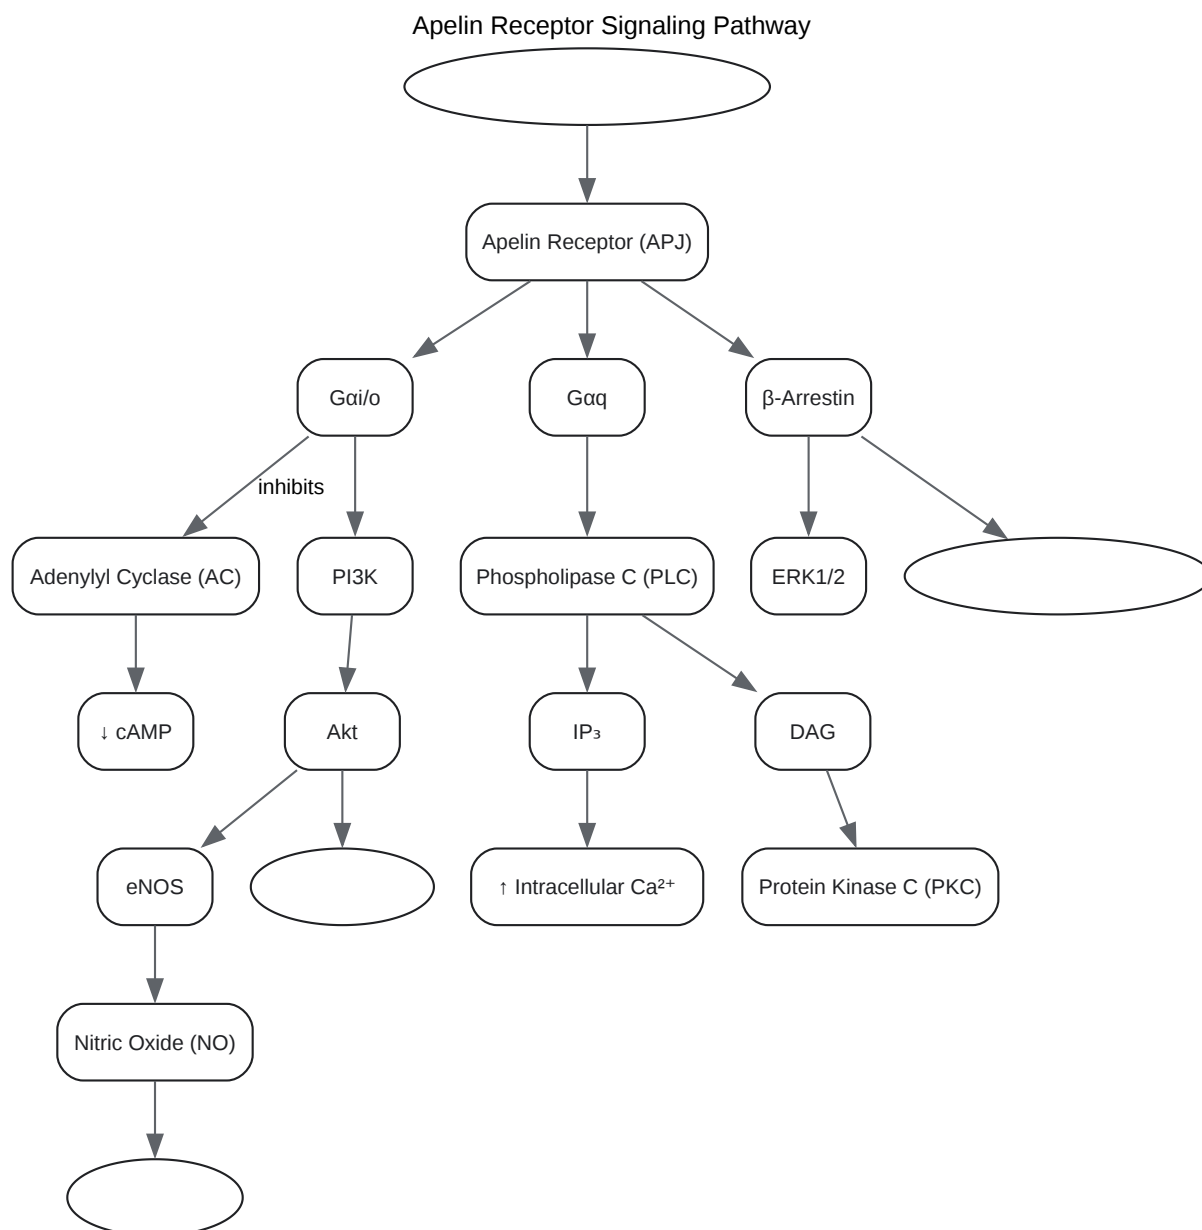 Apelin Receptor Signaling Pathway
Apelin Receptor (APJ)
Gαi/o
Gαq
β-Arrestin
inhibits
Adenylyl Cyclase (AC)
PI3K
Phospholipase C (PLC)
ERK1/2
↓ cAMP
Akt
IP₃
DAG
eNOS
↑ Intracellular Ca²⁺
Protein Kinase C (PKC)
Nitric Oxide (NO)